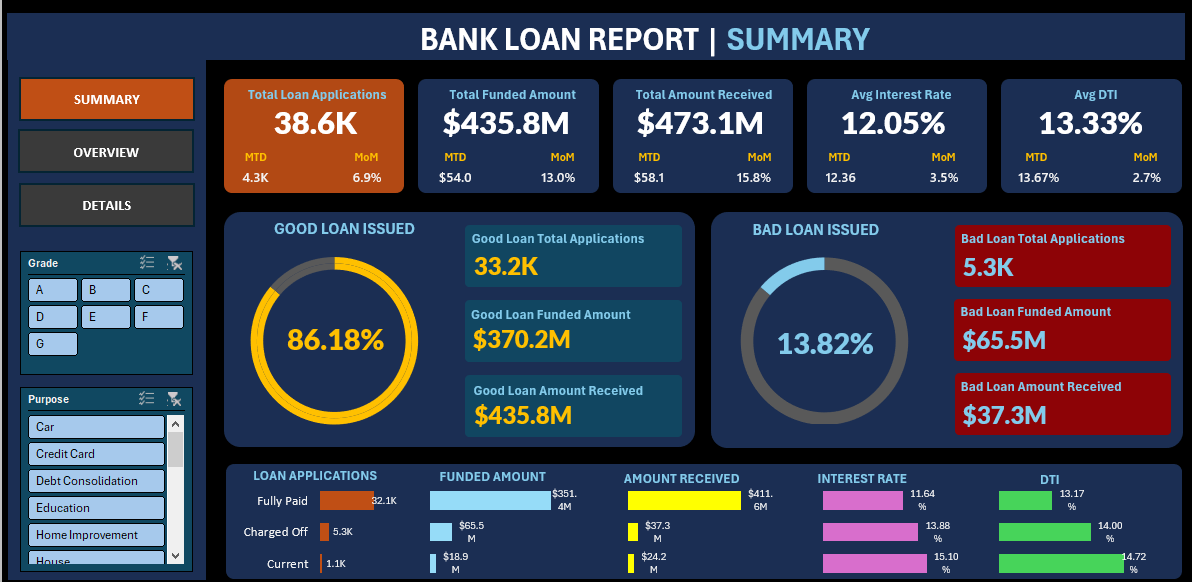 BANK LOAN REPORT | SUMMARY
SUMMARY
OVERVIEW
DETAILS
Grade
A B C
D E F
G
Purpose
Car
Credit Card
Debt Consolidation
Education
Home Improvement
House
Total Loan Applications
38.6K
MTD MoM
4.3K 6.9%
Total Funded Amount
$435.8M
MTD MoM
$54.0 13.0%
Total Amount Received
$473.1M
MTD MoM
$58.1 15.8%
Avg Interest Rate
12.05%
MTD MoM
12.36 3.5%
Avg DTI
13.33%
MTD MoM
13.67% 2.7%
GOOD LOAN ISSUED
86.18%
Good Loan Total Applications
33.2K
Good Loan Funded Amount
$370.2M
Good Loan Amount Received
$435.8M
BAD LOAN ISSUED
13.82%
Bad Loan Total Applications
5.3K
Bad Loan Funded Amount
$65.5M
Bad Loan Amount Received
$37.3M
LOAN APPLICATIONS
Fully Paid 32.1K
Charged Off 5.3K
Current 1.1K
FUNDED AMOUNT
$351.
4M
$65.5
M
$18.9
M
AMOUNT RECEIVED
$411.
6M
$37.3
M
$24.2
M
INTEREST RATE
11.64
%
13.88
%
15.10
%
DTI
13.17
%
14.00
%
14.72
%